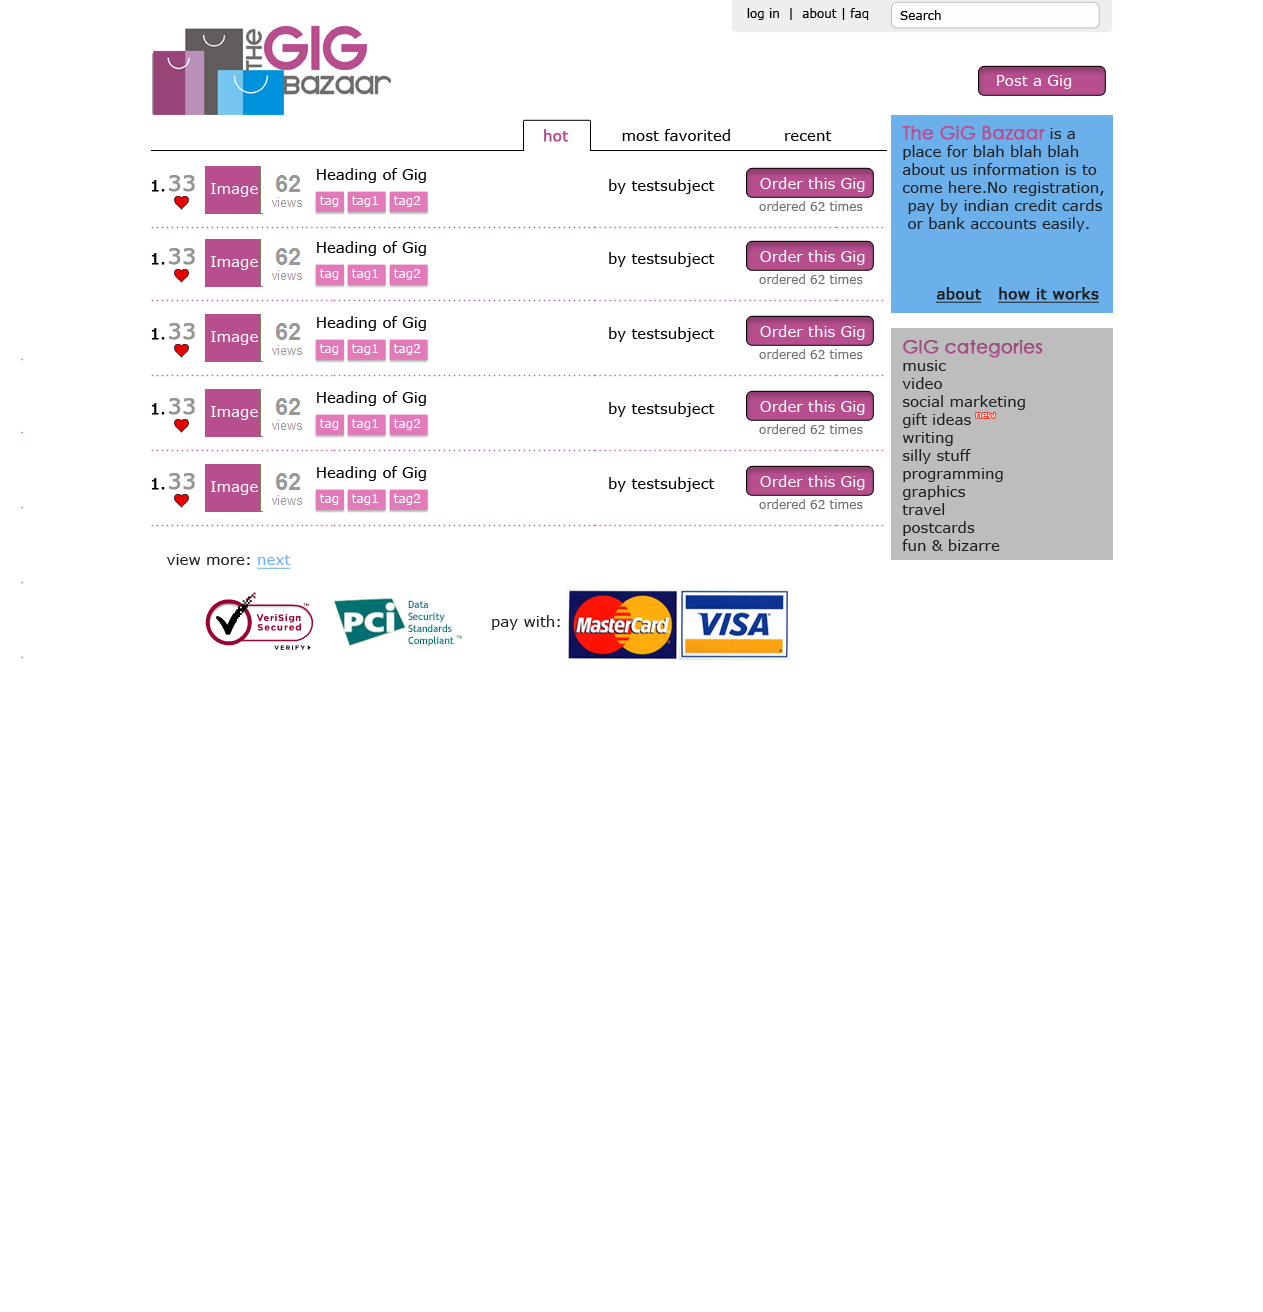 log in | about | faq
Search
THE GIG
Bazaar
Post a Gig
hot most favorited recent
1. 33 Image 62 views Heading of Gig
tag tag1 tag2
by testsubject
Order this Gig
ordered 62 times
1. 33 Image 62 views Heading of Gig
tag tag1 tag2
by testsubject
Order this Gig
ordered 62 times
1. 33 Image 62 views Heading of Gig
tag tag1 tag2
by testsubject
Order this Gig
ordered 62 times
1. 33 Image 62 views Heading of Gig
tag tag1 tag2
by testsubject
Order this Gig
ordered 62 times
1. 33 Image 62 views Heading of Gig
tag tag1 tag2
by testsubject
Order this Gig
ordered 62 times
view more: next
The GIG Bazaar is a
place for blah blah blah
about us information is to
come here.No registration,
pay by indian credit cards
or bank accounts easily.
about how it works
GIG categories
music
video
social marketing
gift ideas new
writing
silly stuff
programming
graphics
travel
postcards
fun & bizarre
VeriSign
Secured
™
VERIFY
PCi
Data
Security
Standards
Compliant ™
pay with:
MasterCard
VISA